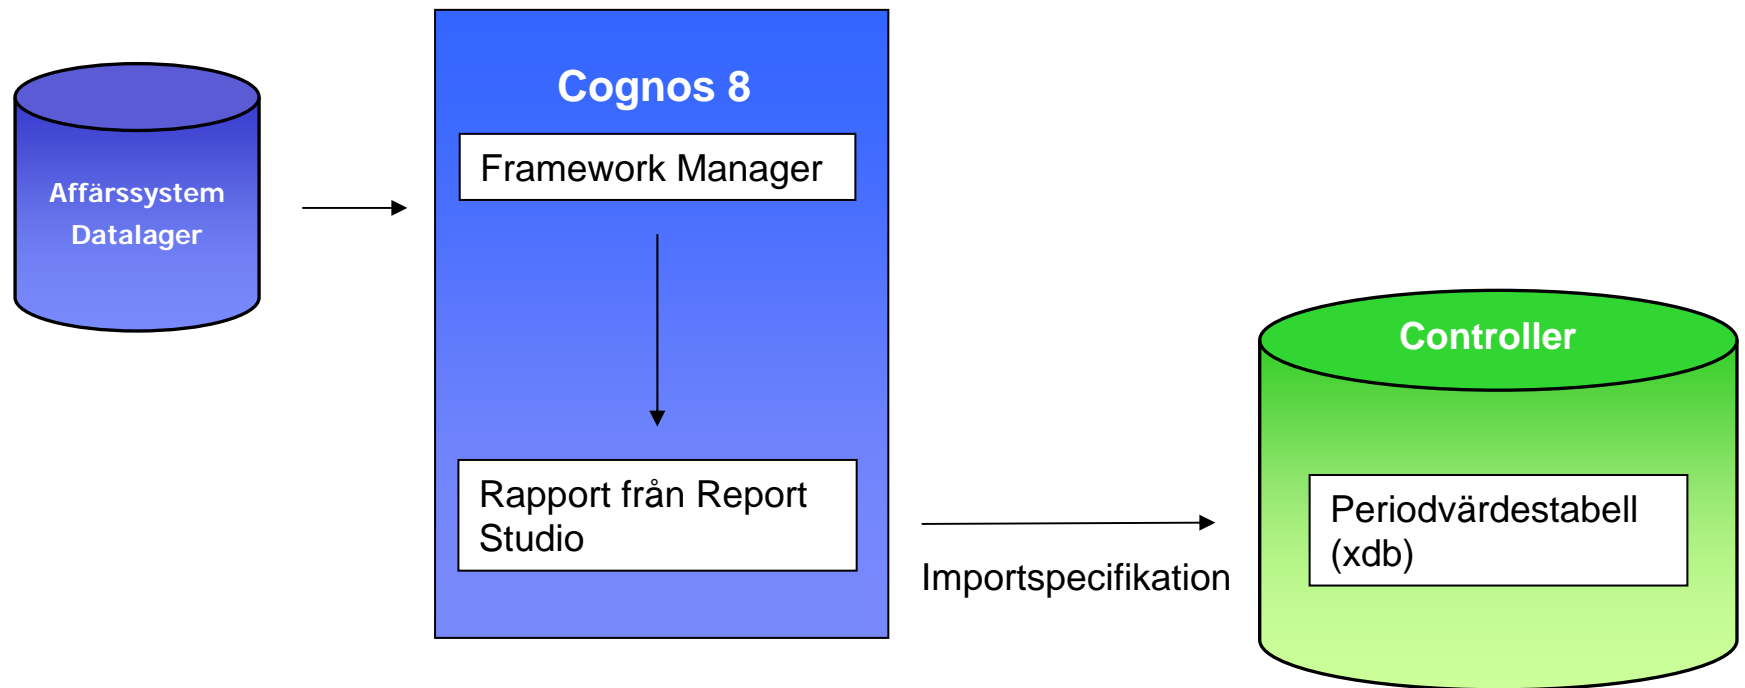 Affärssystem
Datalager
Cognos 8
Framework Manager
Rapport från Report
Studio
Importspecifikation
Controller
Periodvärdestabell
(xdb)